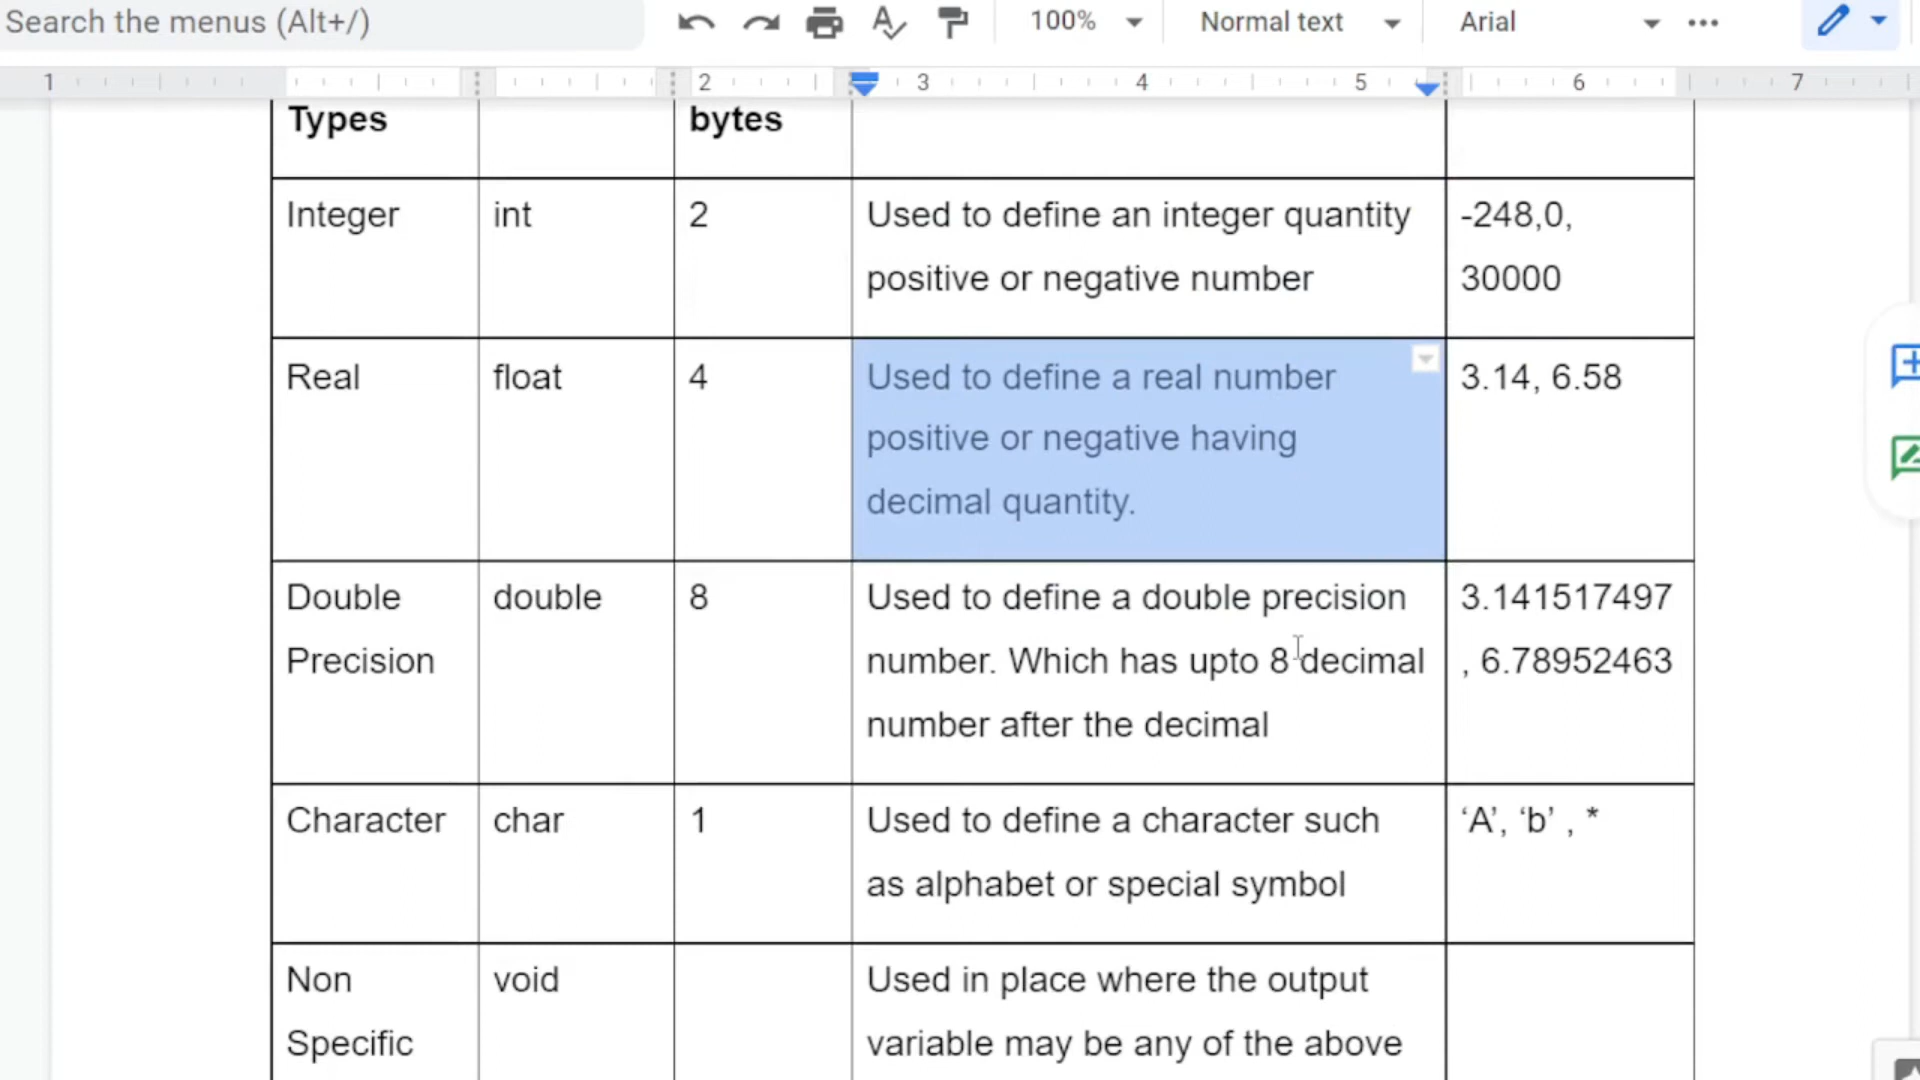 Search the menus (Alt+/)
100%
Normal text
Arial
1 2 3 4 5 6 7
Types
bytes
Integer
int
2
Used to define an integer quantity
positive or negative number
-248,0,
30000
Real
float
4
Used to define a real number
positive or negative having
decimal quantity.
3.14, 6.58
Double
Precision
double
8
Used to define a double precision
number. Which has upto 8 decimal
number after the decimal
3.141517497
, 6.78952463
Character
char
1
Used to define a character such
as alphabet or special symbol
‘A’, ‘b’ , *
Non
Specific
void
Used in place where the output
variable may be any of the above